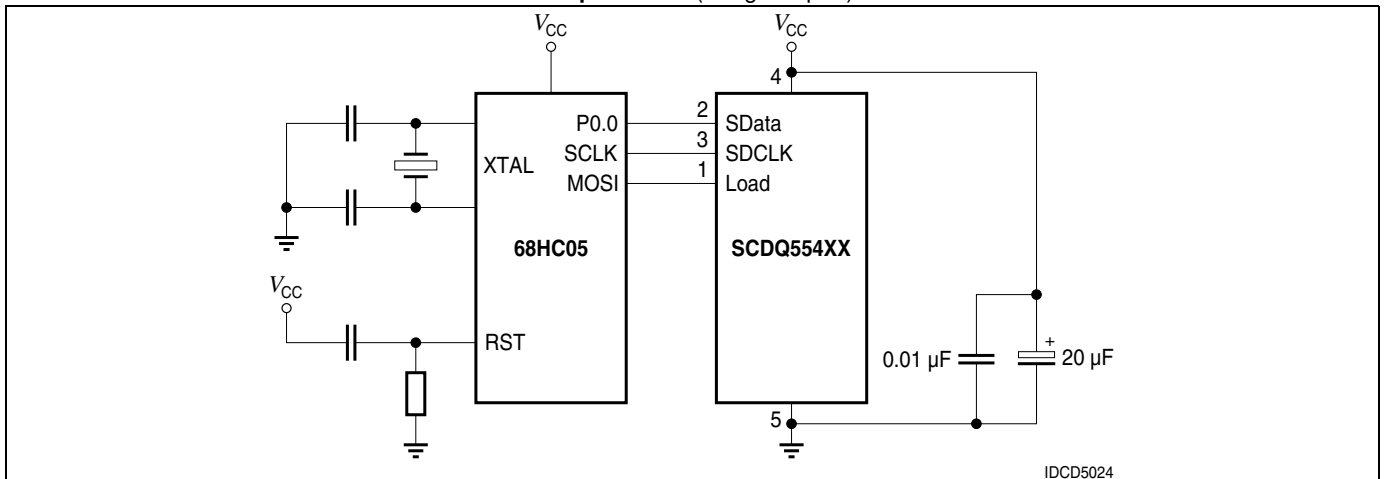 VCC
VCC
4
P0.0
2
SData
SCLK
3
SDCLK
XTAL
MOSI
1
Load
68HC05
SCDQ554XX
VCC
RST
0.01 µF
+
20 µF
5
IDCD5024